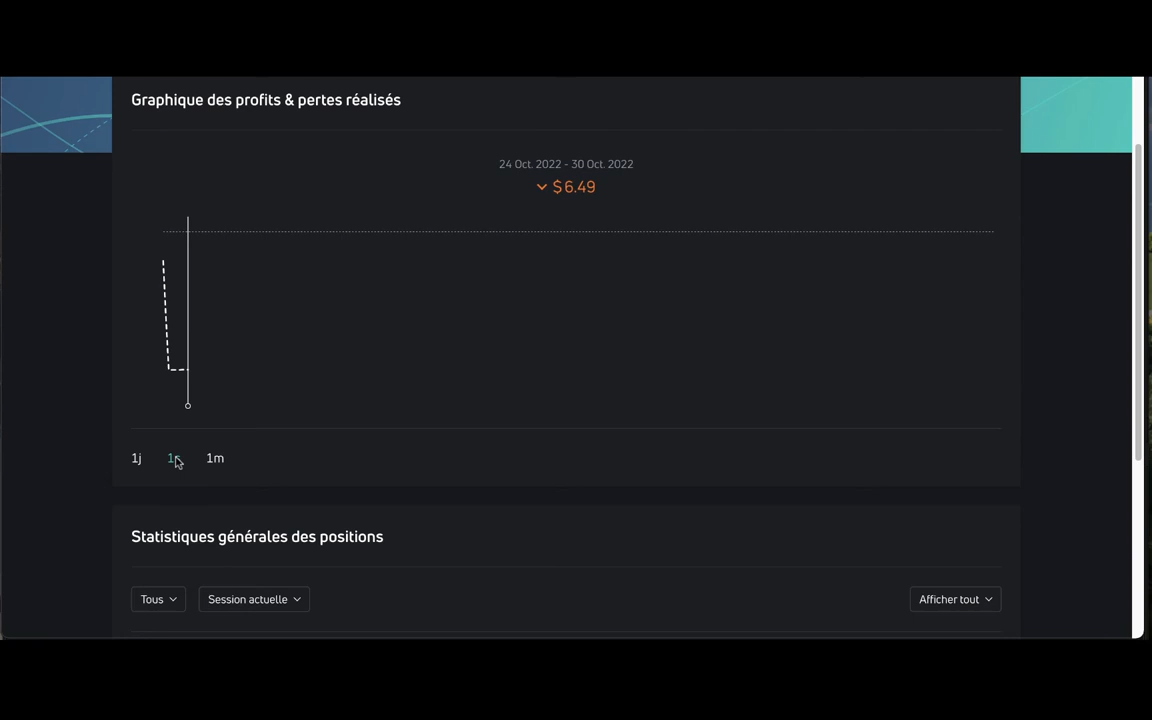 Graphique des profits & pertes réalisés
24 Oct. 2022 - 30 Oct. 2022
$ 6.49
1j 1m
Statistiques générales des positions
Tous Session actuelle Afficher tout